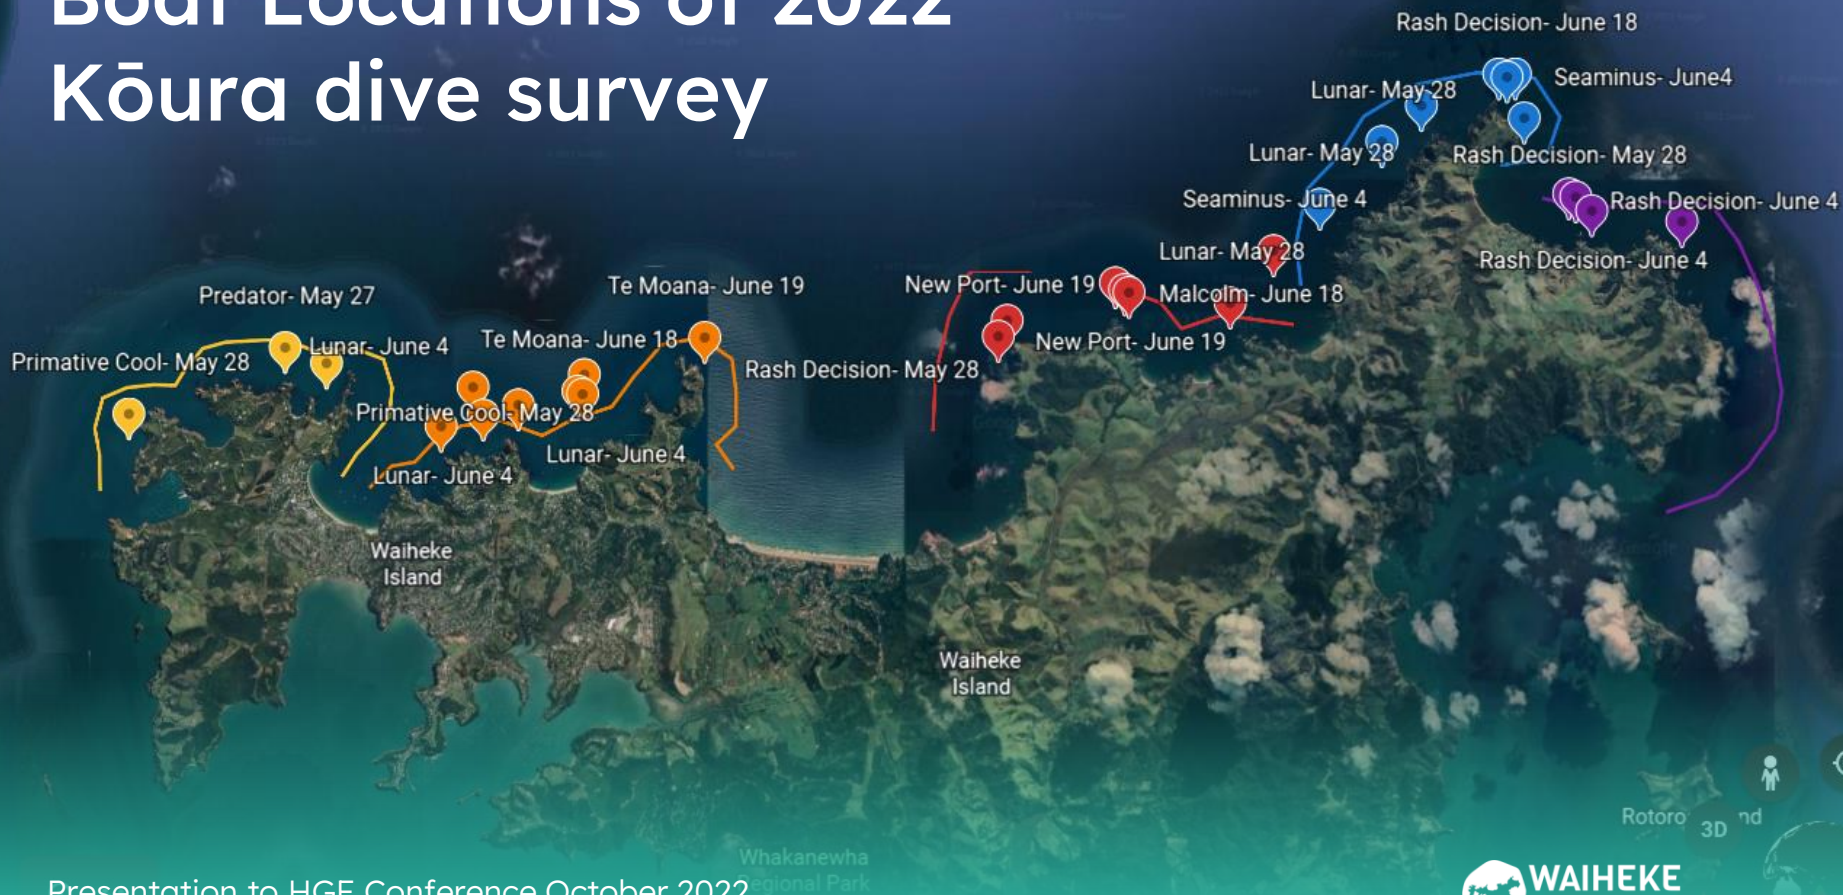 Boat Locations of 2022
Kōura dive survey
Rash Decision- June 18
Seaminus- June4
Lunar- May 28
Lunar- May 28
Rash Decision- May 28
Seaminus- June 4
Rash Decision- June 4
Lunar- May 28
Rash Decision- June 4
New Port- June 19
Malcolm- June 18
New Port- June 19
Predator- May 27
Te Moana- June 19
Lunar- June 4
Te Moana- June 18
Primative Cool- May 28
Rash Decision- May 28
Primative Cool- May 28
Lunar- June 4
Lunar- June 4
Waiheke
Island
Waiheke
Island
3D
Whakanewha
Regional Park
Presentation to HGF Conference October 2022
WAIHEKE